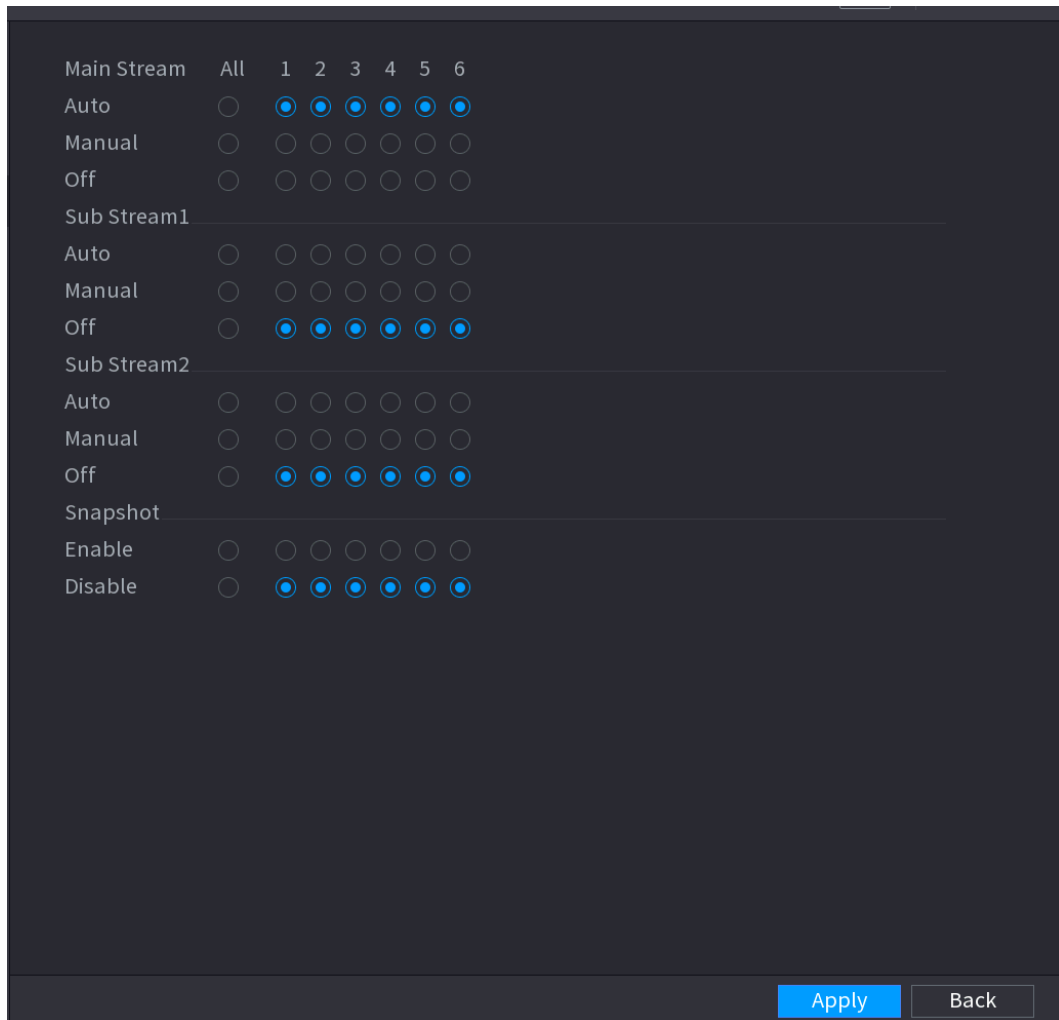 Main Stream All 1 2 3 4 5 6
Auto
Manual
Off
Sub Stream1
Auto
Manual
Off
Sub Stream2
Auto
Manual
Off
Snapshot
Enable
Disable
Apply Back